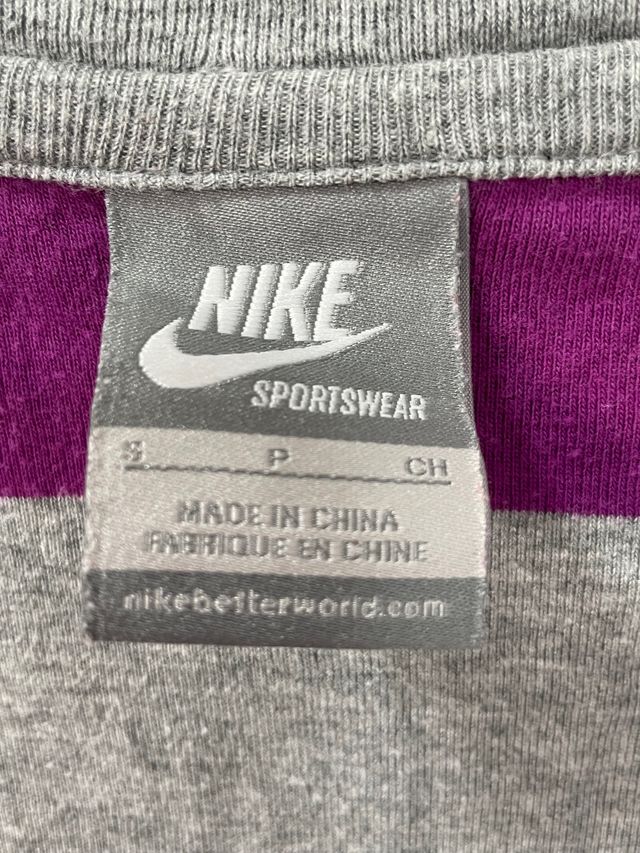 NIKE
SPORTSWEAR
S P CH
MADE IN CHINA
FABRIQUE EN CHINE
nikebetterworld.com